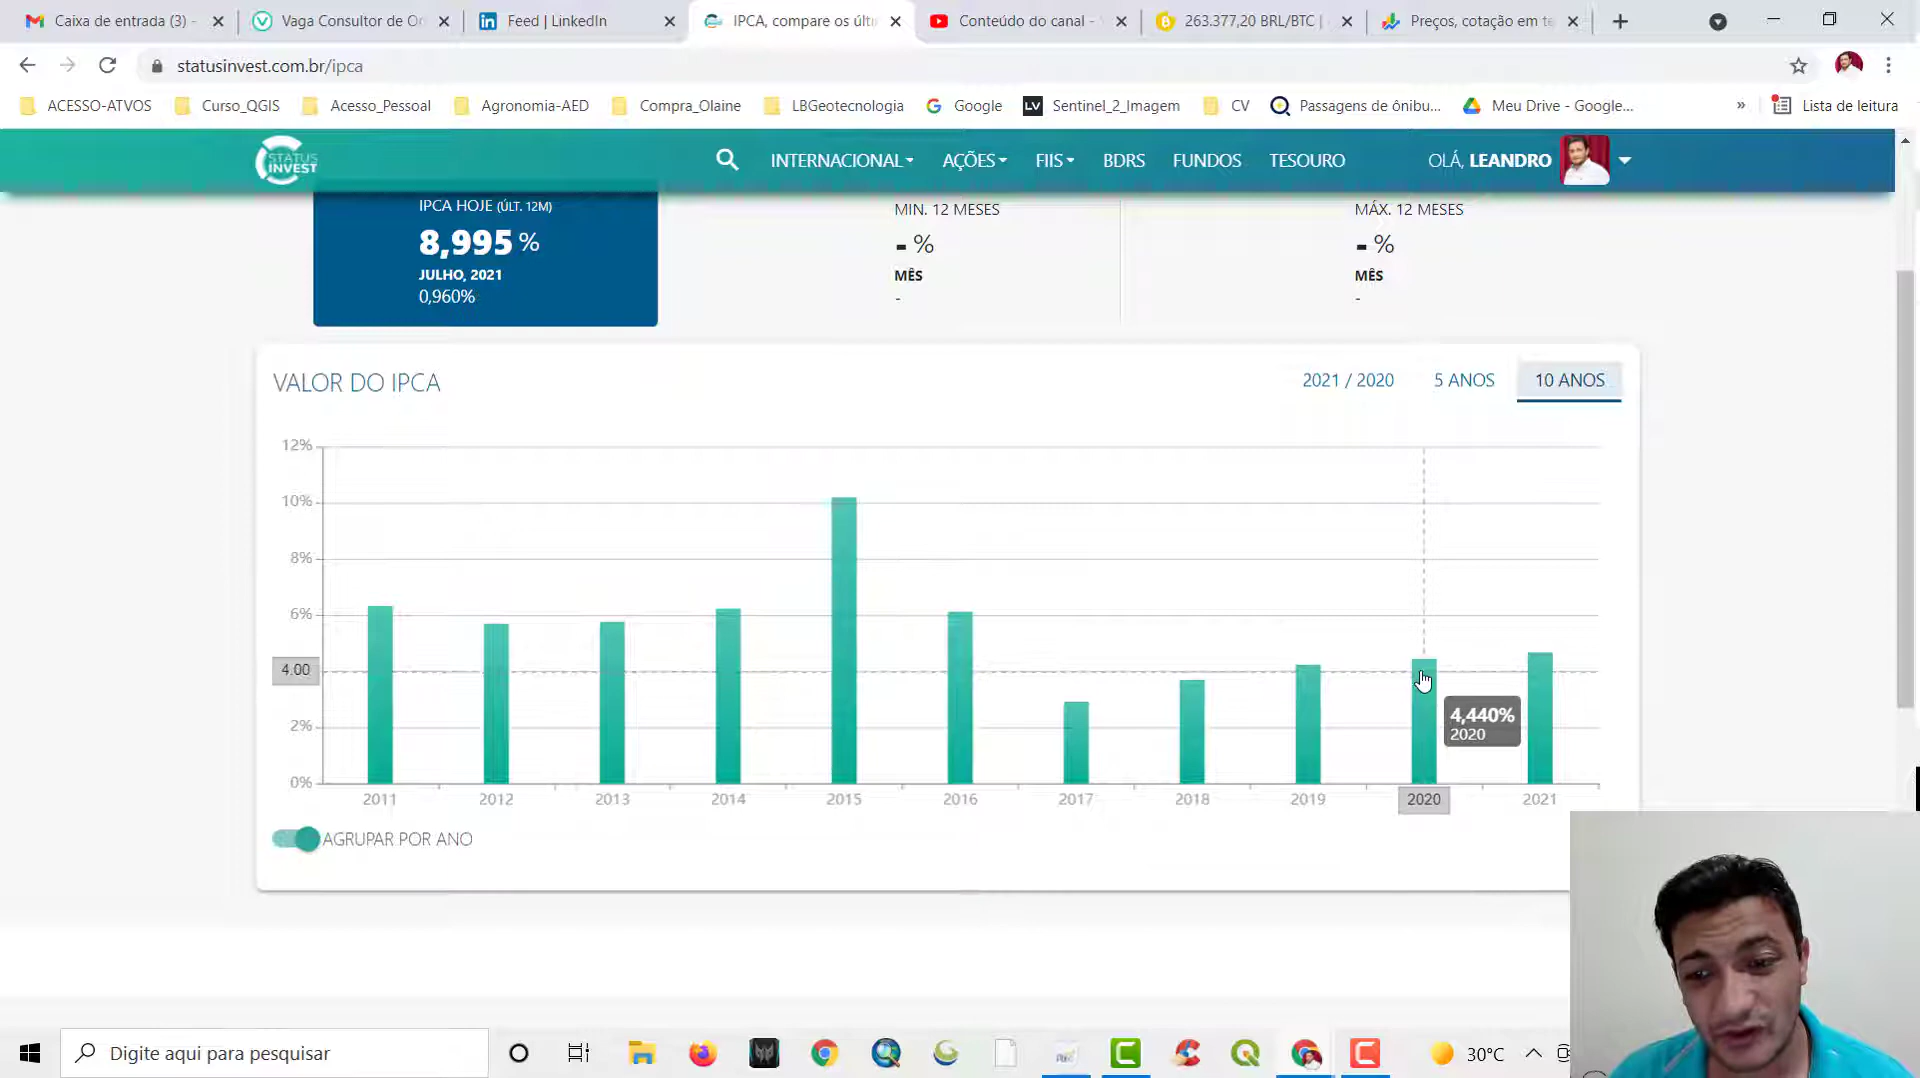 Caixa de entrada (3) -
Vaga Consultor de Or
Feed | LinkedIn
IPCA, compare os últi
Conteúdo do canal -
263.377,20 BRL/BTC |
Preços, cotação em te
statusinvest.com.br/ipca
ACESSO-ATVOS
Curso_QGIS
Acesso_Pessoal
Agronomia-AED
Compra_Olaine
LBGeotecnologia
Google
LV
Sentinel_2_Imagem
CV
Passagens de ônibu...
Meu Drive - Google...
»
Lista de leitura
STATUS
INVEST
INTERNACIONAL
AÇÕES
FIIS
BDRS
FUNDOS
TESOURO
OLÁ, LEANDRO
IPCA HOJE (ÚLT. 12M)
8,995 %
JULHO, 2021
0,960%
MIN. 12 MESES
- %
MÊS
-
MÁX. 12 MESES
- %
MÊS
-
VALOR DO IPCA
2021 / 2020
5 ANOS
10 ANOS
12%
10%
8%
6%
4.00
2%
0%
4,440%
2020
2011
2012
2013
2014
2015
2016
2017
2018
2019
2020
2021
AGRUPAR POR ANO
Digite aqui para pesquisar
30°C